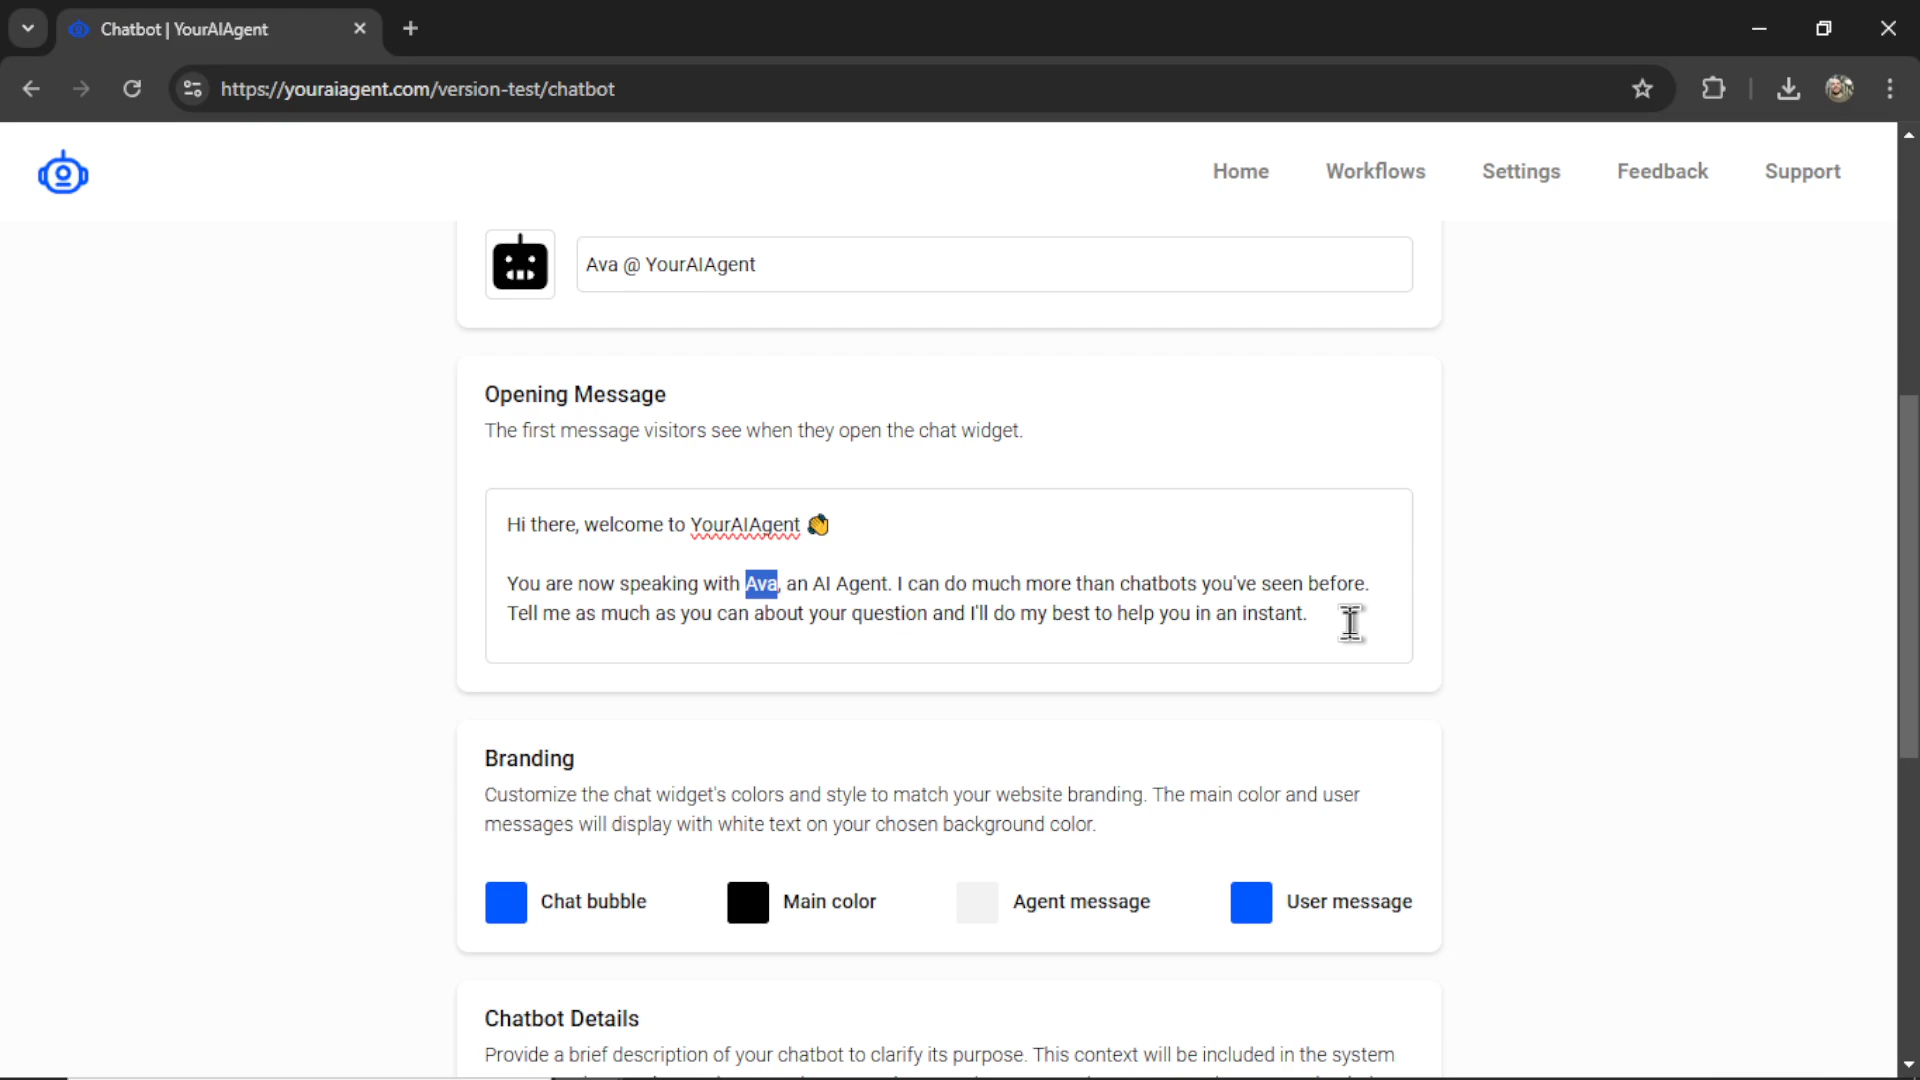 Chatbot | YourAIAgent
https://youraiagent.com/version-test/chatbot
Home Workflows Settings Feedback Support
Ava @ YourAIAgent
Opening Message
The first message visitors see when they open the chat widget.
Hi there, welcome to YourAIAgent 👏
You are now speaking with Ava, an AI Agent. I can do much more than chatbots you've seen before.
Tell me as much as you can about your question and I'll do my best to help you in an instant.
Branding
Customize the chat widget's colors and style to match your website branding. The main color and user
messages will display with white text on your chosen background color.
Chat bubble Main color Agent message User message
Chatbot Details
Provide a brief description of your chatbot to clarify its purpose. This context will be included in the system